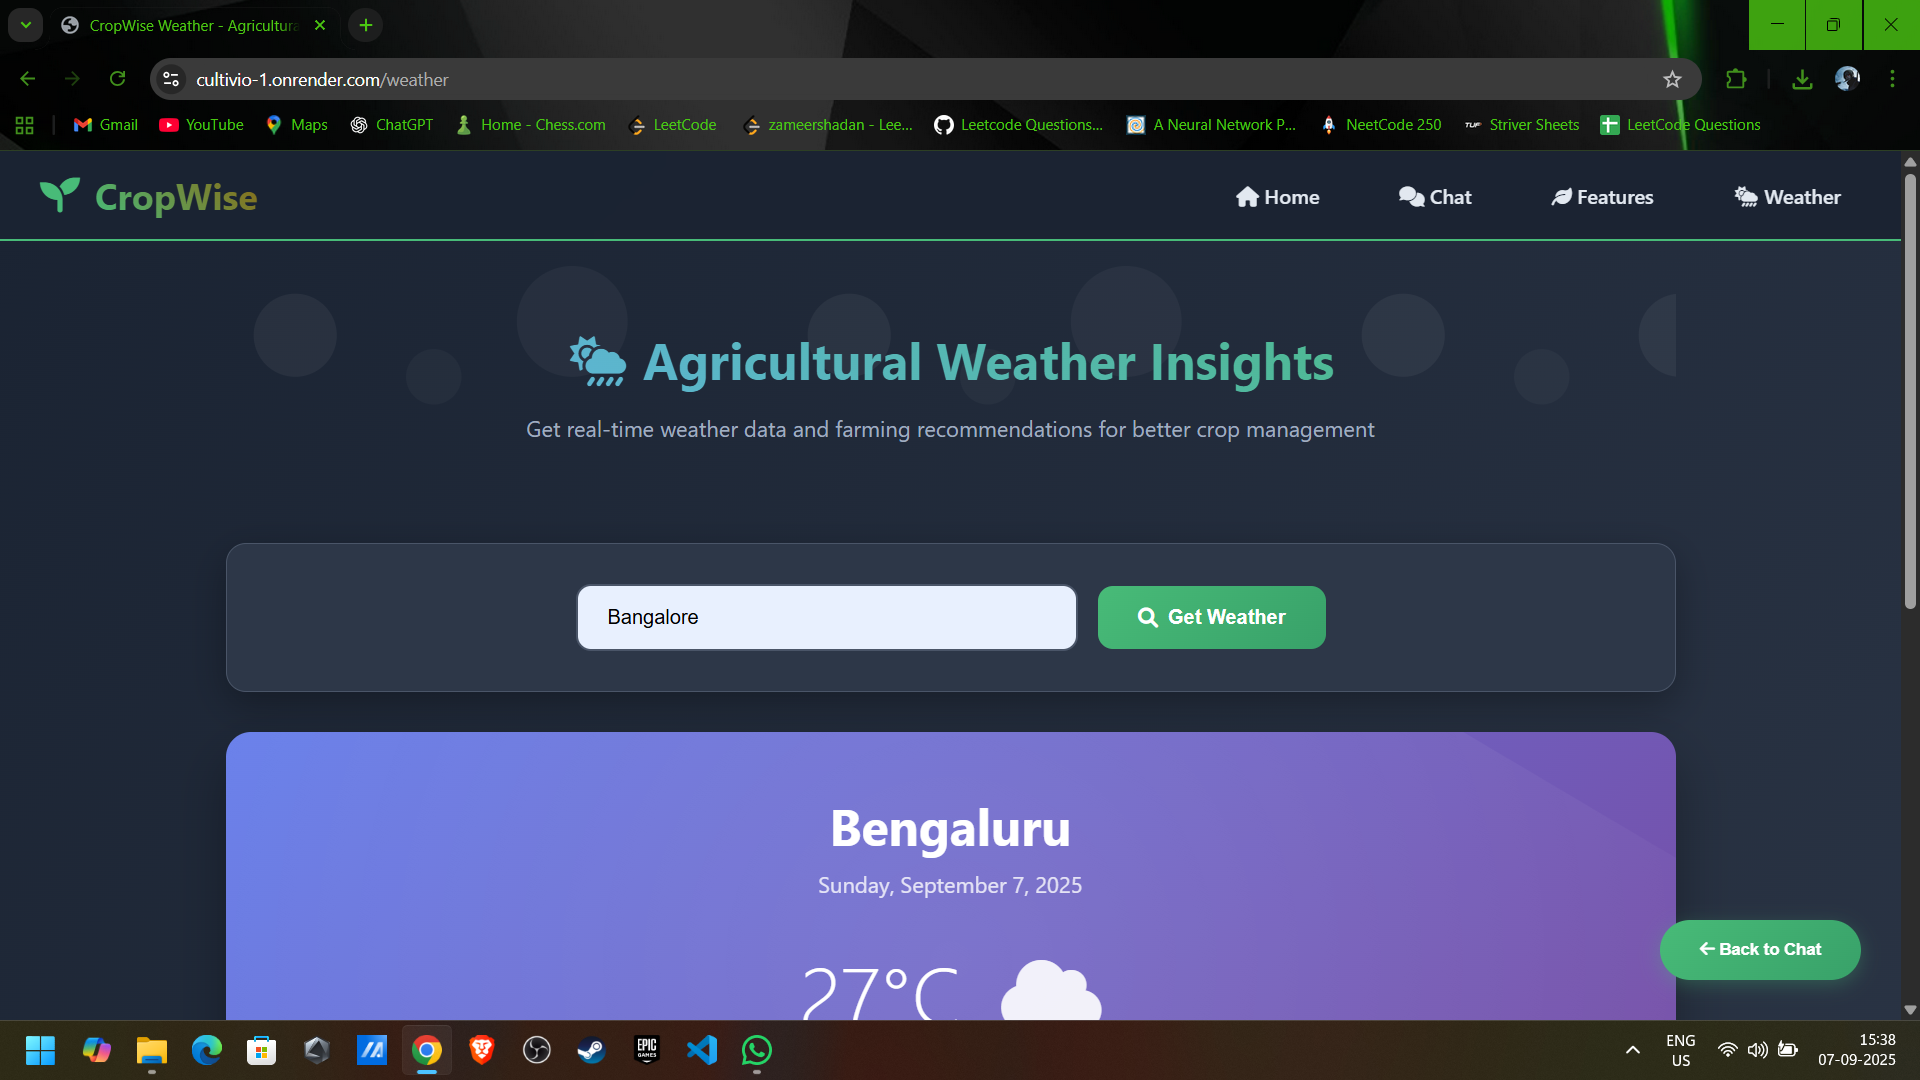 CropWise Weather - Agricultura
cultivio-1.onrender.com/weather
Gmail YouTube Maps ChatGPT Home - Chess.com LeetCode zameershadan - Lee... Leetcode Questions... A Neural Network P... NeetCode 250 TUF Striver Sheets LeetCode Questions
CropWise Home Chat Features Weather
Agricultural Weather Insights
Get real-time weather data and farming recommendations for better crop management
Bangalore Get Weather
Bengaluru
Sunday, September 7, 2025
Back to Chat
27°C
EPIC GAMES
ENG 15:38
US 07-09-2025